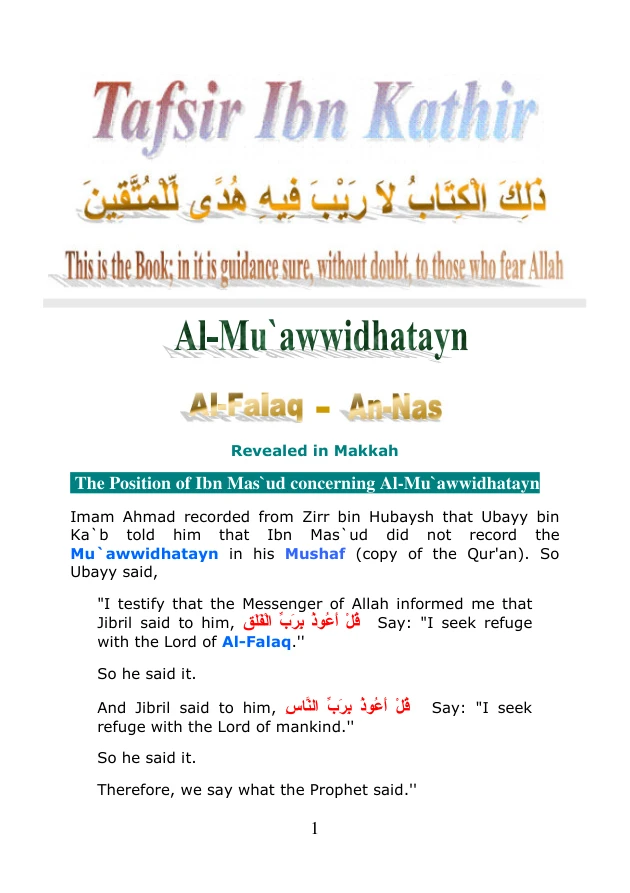 Tafsir Ibn Kathir
ذَلِكَ الْكِتَابُ لاَ رَيْبَ فِيهِ هُدًى لِّلْمُتَّقِينَ
This is the Book; in it is guidance sure, without doubt, to those who fear Allah
Al-Mu`awwidhatayn
Al-Falaq - An-Nas
Revealed in Makkah
The Position of Ibn Mas`ud concerning Al-Mu`awwidhatayn
Imam Ahmad recorded from Zirr bin Hubaysh that Ubayy bin
Ka`b told him that Ibn Mas`ud did not record the
Mu`awwidhatayn in his Mushaf (copy of the Qur'an). So
Ubayy said,
"I testify that the Messenger of Allah informed me that
Jibril said to him, قُلْ أَعُوذُ بِرَبِّ الْفَلَقِ Say: "I seek refuge
with the Lord of Al-Falaq.''
So he said it.
And Jibril said to him, قُلْ أَعُوذُ بِرَبِّ النَّاسِ Say: "I seek
refuge with the Lord of mankind.''
So he said it.
Therefore, we say what the Prophet said.''
1